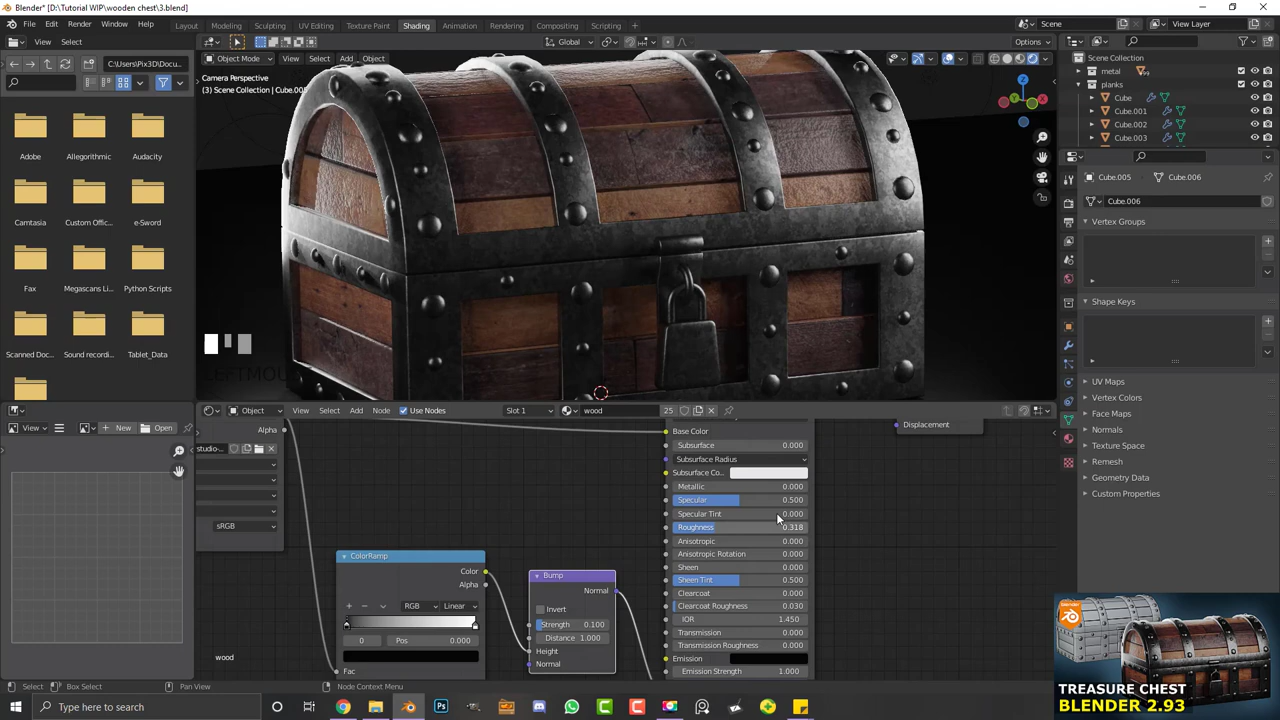 Blender* [D:\Tutorial WIP\wooden chest\3.blend]
File Edit Render Window Help Layout Modeling Sculpting UV Editing Texture Paint Shading Animation Rendering Compositing Scripting Scene View Layer
View Select Global Options
C:\Users\Pix3D\Docu...
Object Mode View Select Add Object
Camera Perspective
(3) Scene Collection | Cube.005
Adobe Allegorithmic Audacity
Camtasia Custom Offic... e-Sword
Fax Megascans Li... Python Scripts
Scanned Doc... Sound recordi... Tablet_Data
Scene Collection
metal
planks
Cube
Cube.001
Cube.002
Cube.003
Cube.005 Cube.006
Cube.006
Vertex Groups
Shape Keys
UV Maps
Vertex Colors
Face Maps
Normals
Texture Space
Remesh
Geometry Data
Custom Properties
LEFTMOU
Object View Select Add Node Use Nodes Slot 1 wood 25
View New Open
Alpha
studio-...
sRGB
wood
ColorRamp
Color
Alpha
RGB Linear
0 Pos 0.000
Fac
Bump
Normal
Invert
Strength 0.100
Distance 1.000
Height
Normal
Base Color
Subsurface 0.000
Subsurface Radius
Subsurface Co...
Metallic 0.000
Specular 0.500
Specular Tint 0.000
Roughness 0.318
Anisotropic 0.000
Anisotropic Rotation 0.000
Sheen 0.000
Sheen Tint 0.500
Clearcoat 0.000
Clearcoat Roughness 0.030
IOR 1.450
Transmission 0.000
Transmission Roughness 0.000
Emission
Emission Strength 1.000
Displacement
blender
TREASURE CHEST
BLENDER 2.93
Select Box Select Pan View Node Context Menu
Type here to search